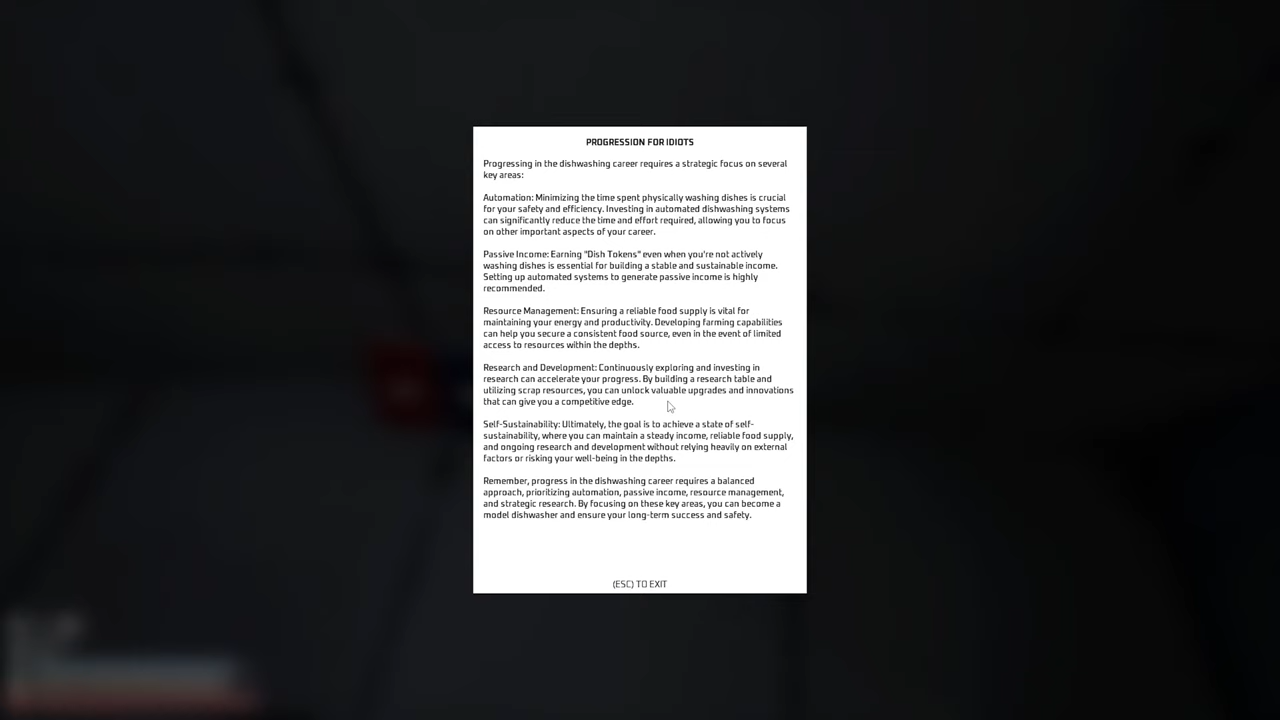 PROGRESSION FOR IDIOTS
Progressing in the dishwashing career requires a strategic focus on several
key areas:
Automation: Minimizing the time spent physically washing dishes is crucial
for your safety and efficiency. Investing in automated dishwashing systems
can significantly reduce the time and effort required, allowing you to focus
on other important aspects of your career.
Passive Income: Earning "Dish Tokens" even when you're not actively
washing dishes is essential for building a stable and sustainable income.
Setting up automated systems to generate passive income is highly
recommended.
Resource Management: Ensuring a reliable food supply is vital for
maintaining your energy and productivity. Developing farming capabilities
can help you secure a consistent food source, even in the event of limited
access to resources within the depths.
Research and Development: Continuously exploring and investing in
research can accelerate your progress. By building a research table and
utilizing scrap resources, you can unlock valuable upgrades and innovations
that can give you a competitive edge.
Self-Sustainability: Ultimately, the goal is to achieve a state of self-
sustainability, where you can maintain a steady income, reliable food supply,
and ongoing research and development without relying heavily on external
factors or risking your well-being in the depths.
Remember, progress in the dishwashing career requires a balanced
approach, prioritizing automation, passive income, resource management,
and strategic research. By focusing on these key areas, you can become a
model dishwasher and ensure your long-term success and safety.
(ESC) TO EXIT